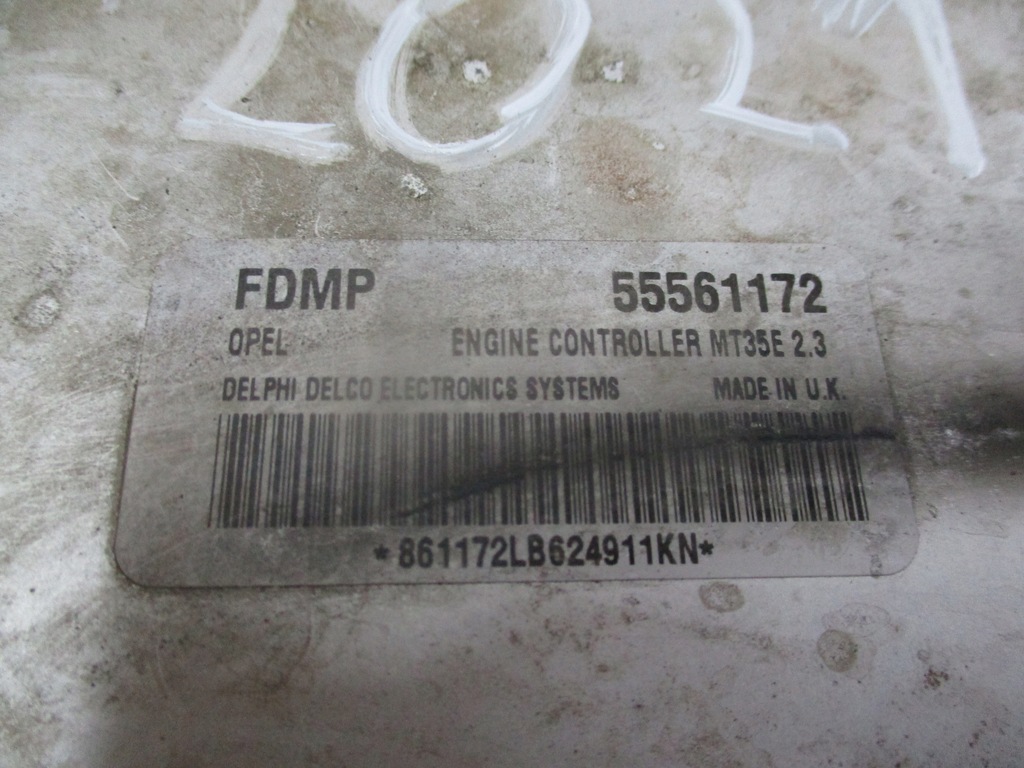 FDMP 55561172
OPEL ENGINE CONTROLLER MT35E 2.3
DELPHI DELCO ELECTRONICS SYSTEMS MADE IN U.K.
*861172LB624911KN*